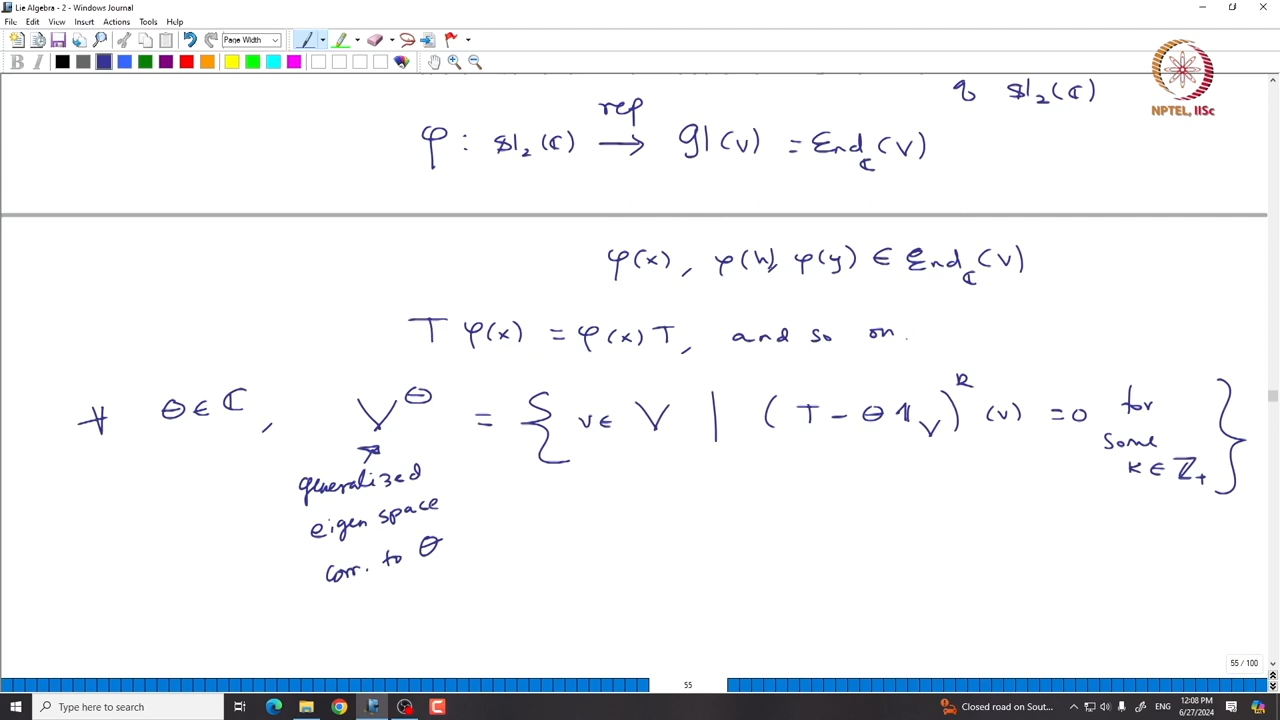 Lie Algebra - 2 - Windows Journal
File Edit View Insert Actions Tools Help
Page Width
B I
NPTEL, IISc
sl₂(ℂ)
rep
φ : sl₂(ℂ) → gl(V) = End_ℂ(V)
φ(x), φ(h), φ(y) ∈ End_ℂ(V)
T φ(x) = φ(x) T, and so on.
∀ θ ∈ ℂ, V^θ = { v ∈ V | (T - θ 1_V)^k (v) = 0 for some k ∈ ℤ₊ }
generalized
eigen space
corr. to θ
55 / 100
55
Type here to search
Closed road on Sout...
ENG
12:08 PM
6/27/2024